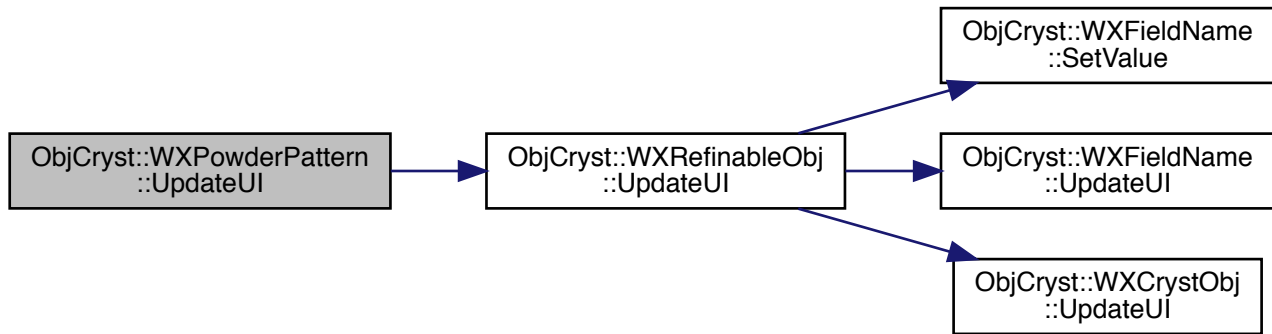 ObjCryst::WXPowderPattern
::UpdateUI
ObjCryst::WXRefinableObj
::UpdateUI
ObjCryst::WXFieldName
::SetValue
ObjCryst::WXFieldName
::UpdateUI
ObjCryst::WXCrystObj
::UpdateUI